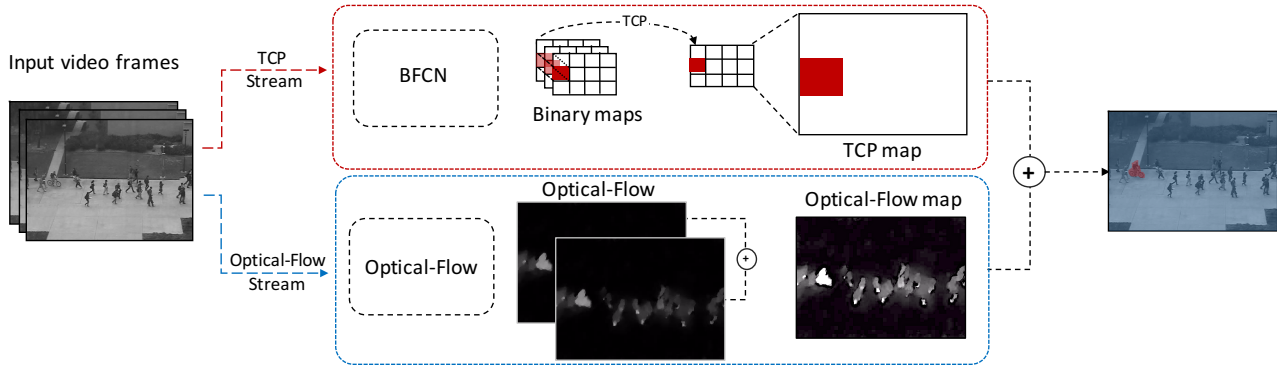 Input video frames
TCP
Stream
BFCN
TCP
Binary maps
TCP map
Optical-Flow
Stream
Optical-Flow
Optical-Flow
Optical-Flow map
+
+